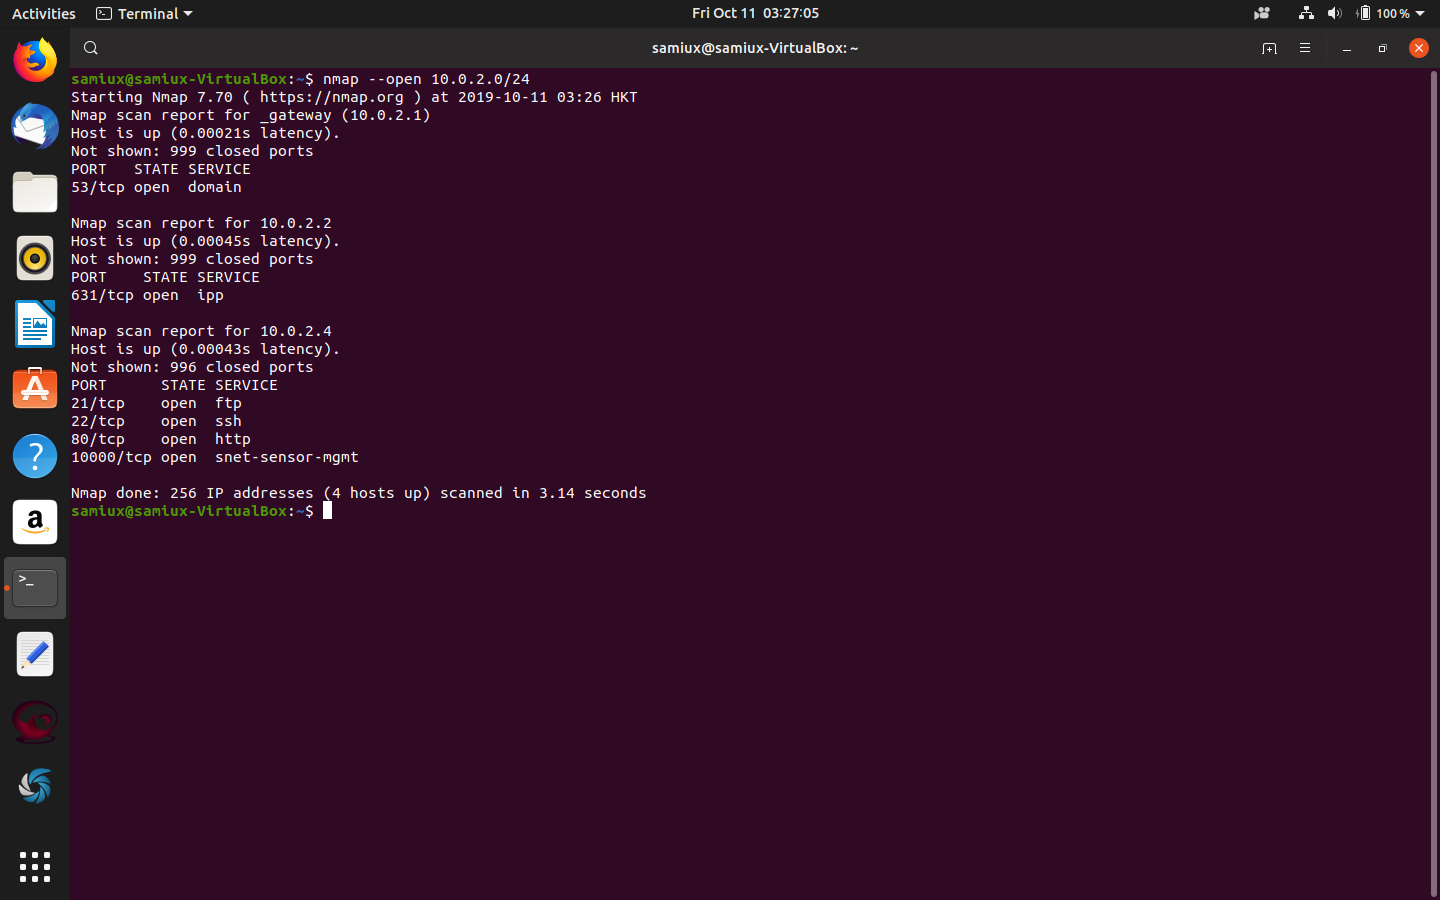 Activities Terminal Fri Oct 11 03:27:05 100 %
samiux@samiux-VirtualBox: ~
samiux@samiux-VirtualBox:~$ nmap --open 10.0.2.0/24
Starting Nmap 7.70 ( https://nmap.org ) at 2019-10-11 03:26 HKT
Nmap scan report for _gateway (10.0.2.1)
Host is up (0.00021s latency).
Not shown: 999 closed ports
PORT   STATE SERVICE
53/tcp open  domain

Nmap scan report for 10.0.2.2
Host is up (0.00045s latency).
Not shown: 999 closed ports
PORT    STATE SERVICE
631/tcp open  ipp

Nmap scan report for 10.0.2.4
Host is up (0.00043s latency).
Not shown: 996 closed ports
PORT      STATE SERVICE
21/tcp    open  ftp
22/tcp    open  ssh
80/tcp    open  http
10000/tcp open  snet-sensor-mgmt

Nmap done: 256 IP addresses (4 hosts up) scanned in 3.14 seconds
samiux@samiux-VirtualBox:~$